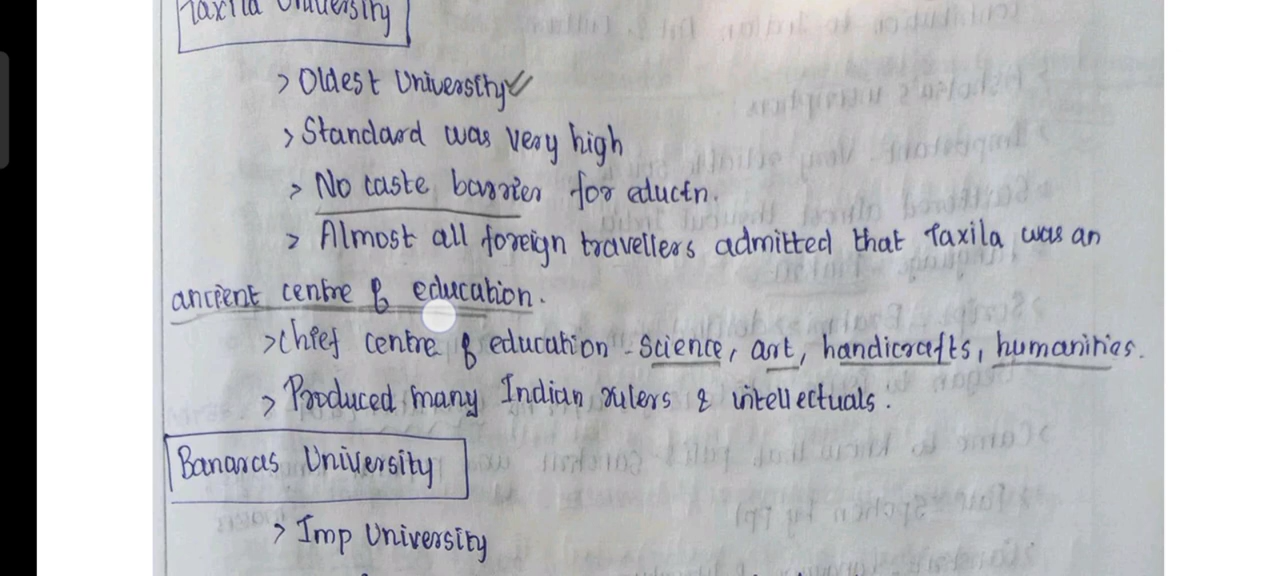 Taxila University
> Oldest University
> Standard was very high
> No caste barrier for eductn.
> Almost all foreign travellers admitted that Taxila was an
ancient centre of education.
> Chief centre of education - Science, art, handicrafts, humanities.
> Produced many Indian rulers & intellectuals.
Banaras University
> Imp University